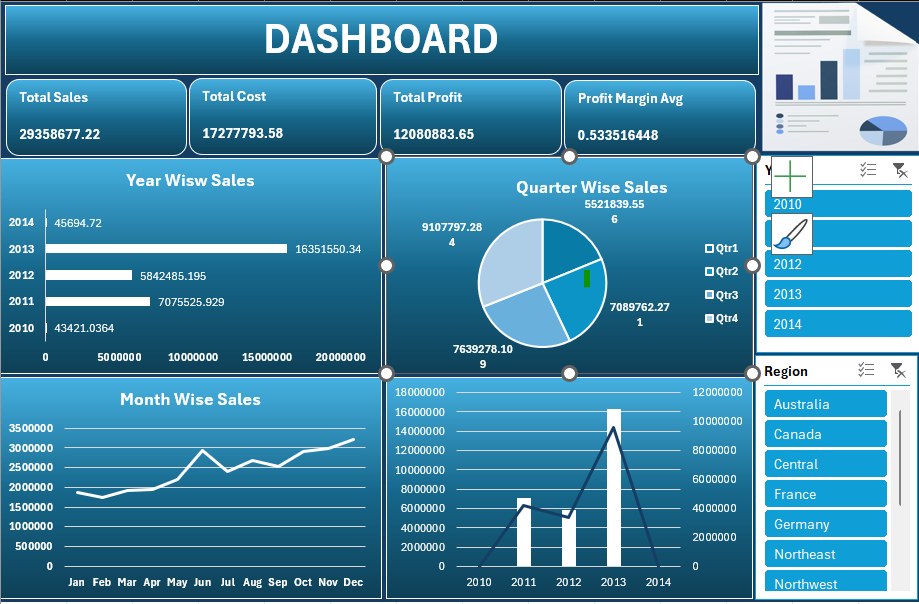 DASHBOARD
Total Sales
29358677.22
Total Cost
17277793.58
Total Profit
12080883.65
Profit Margin Avg
0.533516448
Year Wisw Sales
2014
45694.72
2013
16351550.34
2012
5842485.195
2011
7075525.929
2010
43421.0364
0 5000000 10000000 15000000 20000000
Quarter Wise Sales
5521839.55
6
9107797.28
4
7089762.27
1
7639278.10
9
Qtr1
Qtr2
Qtr3
Qtr4
2010
2012
2013
2014
Month Wise Sales
3500000
3000000
2500000
2000000
1500000
1000000
500000
0
Jan Feb Mar Apr May Jun Jul Aug Sep Oct Nov Dec
18000000
16000000
14000000
12000000
10000000
8000000
6000000
4000000
2000000
0
12000000
10000000
8000000
6000000
4000000
2000000
0
2010 2011 2012 2013 2014
Region
Australia
Canada
Central
France
Germany
Northeast
Northwest